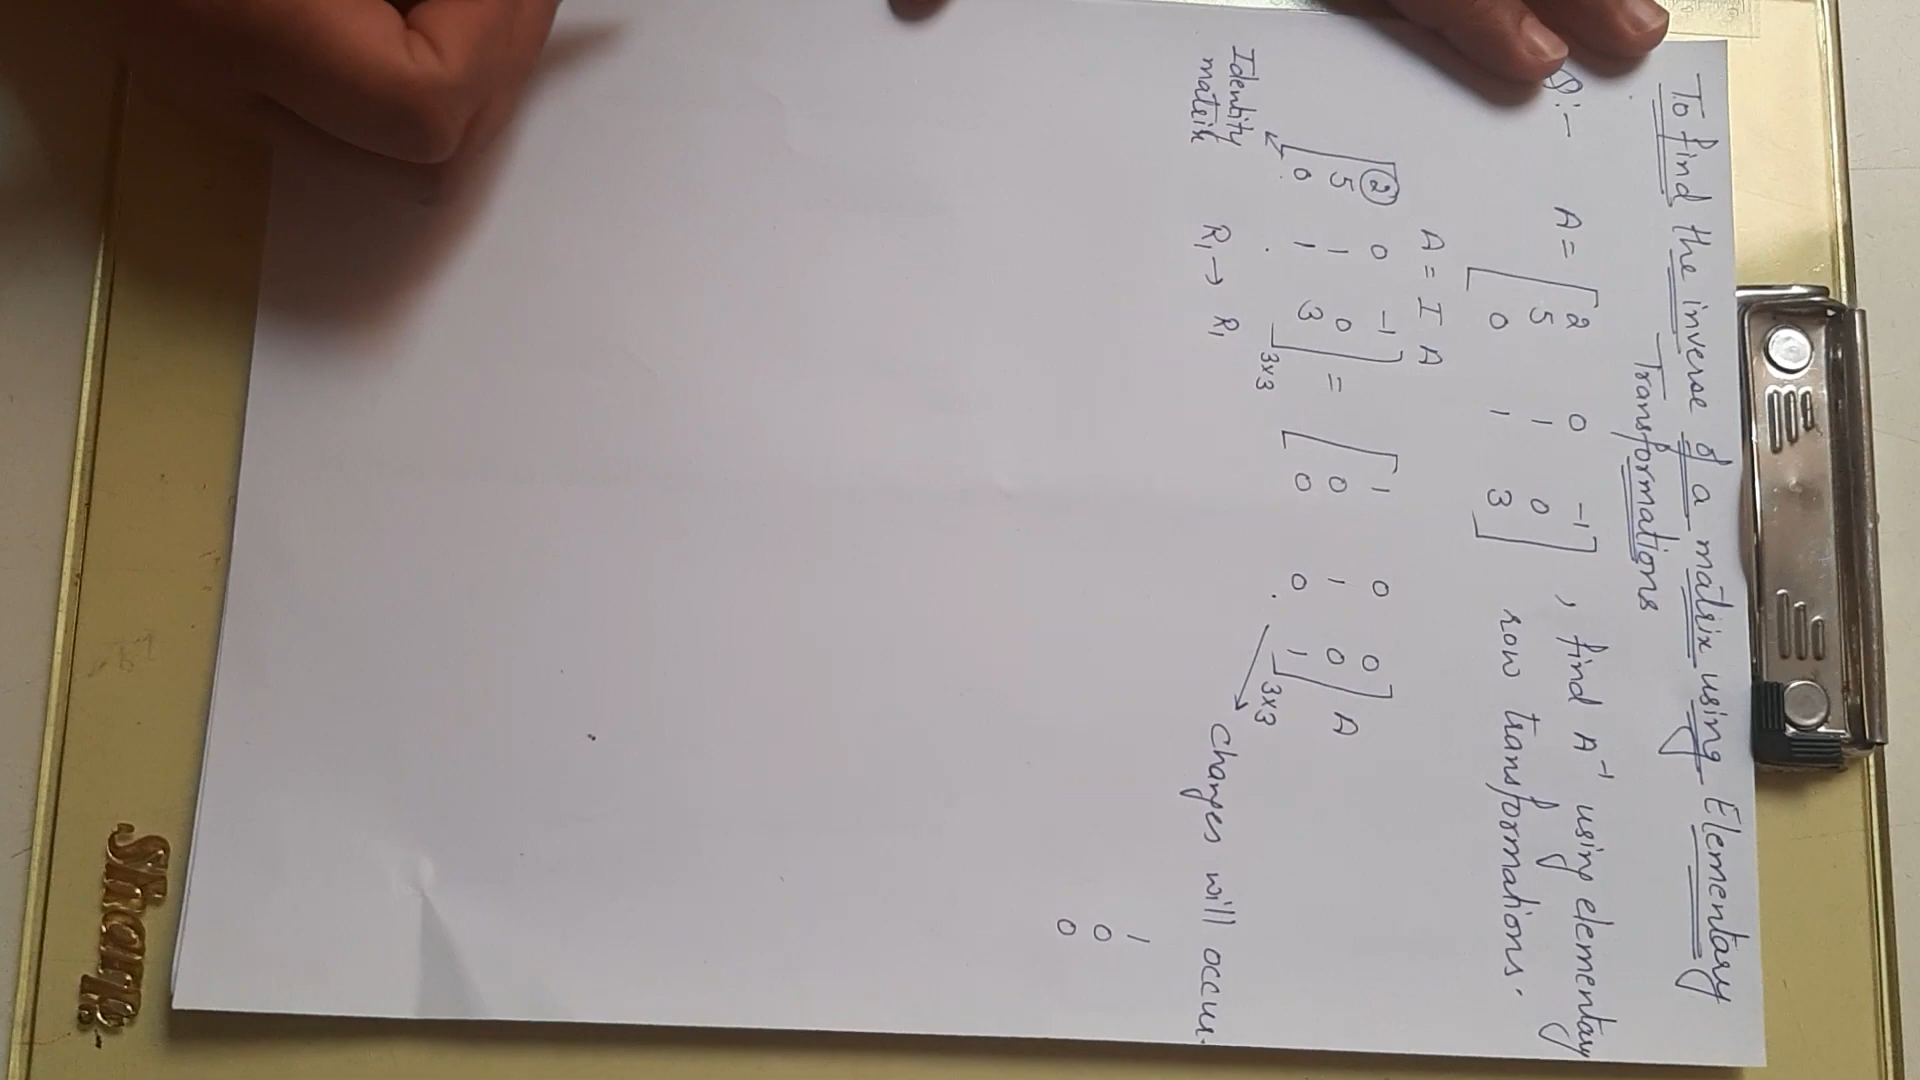 To find the inverse of a matrix using Elementary
Transformations
Q:- A = [ 2 0 -1
5 1 0
0 1 3 ] , find A⁻¹ using elementary
row transformations.
A = I A
[ 2 0 -1
5 1 0
0 1 3 ] 3x3 = [ 1 0 0
0 1 0
0 0 1 ] 3x3 A
Identity
matrix
R₁ → R₁
changes will occur.
1
0
0